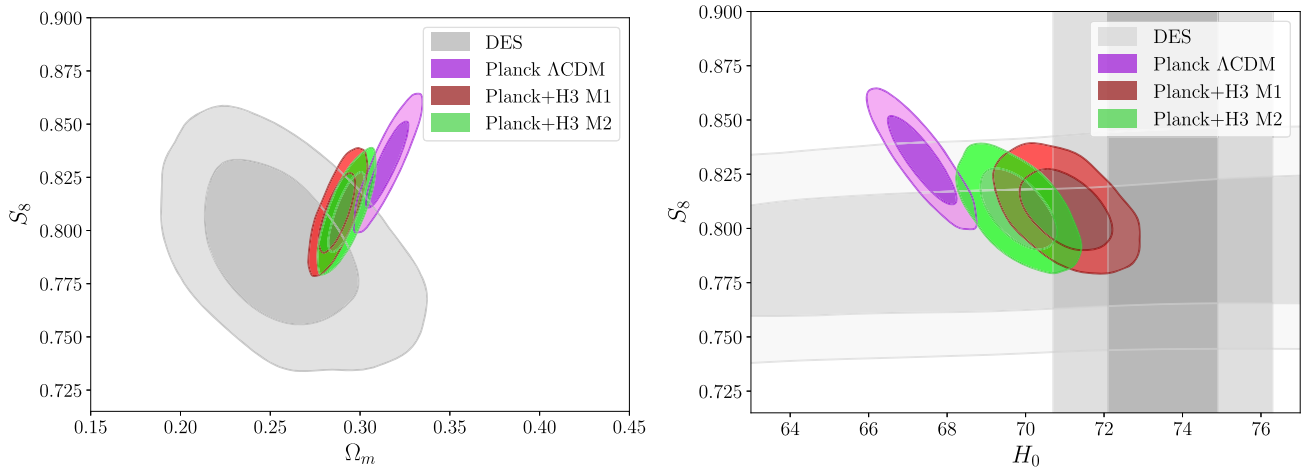 0.900
0.875
0.850
0.825
0.800
0.775
0.750
0.725
S₈
0.15 0.20 0.25 0.30 0.35 0.40 0.45
Ωₘ
DES
Planck ΛCDM
Planck+H3 M1
Planck+H3 M2
0.900
0.875
0.850
0.825
0.800
0.775
0.750
0.725
S₈
64 66 68 70 72 74 76
H₀
DES
Planck ΛCDM
Planck+H3 M1
Planck+H3 M2